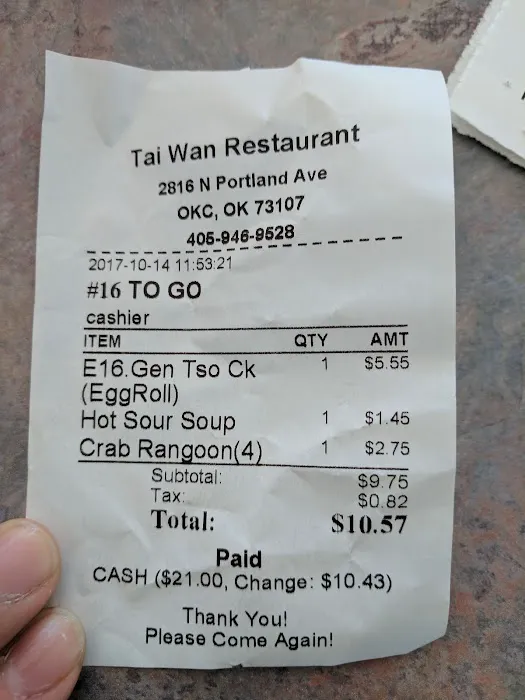 Tai Wan Restaurant
2816 N Portland Ave
OKC, OK 73107
405-946-9528
2017-10-14 11:53:21
#16 TO GO
cashier
ITEM QTY AMT
E16.Gen Tso Ck 1 $5.55
(EggRoll)
Hot Sour Soup 1 $1.45
Crab Rangoon(4) 1 $2.75
Subtotal: $9.75
Tax: $0.82
Total: $10.57
Paid
CASH ($21.00, Change: $10.43)
Thank You!
Please Come Again!